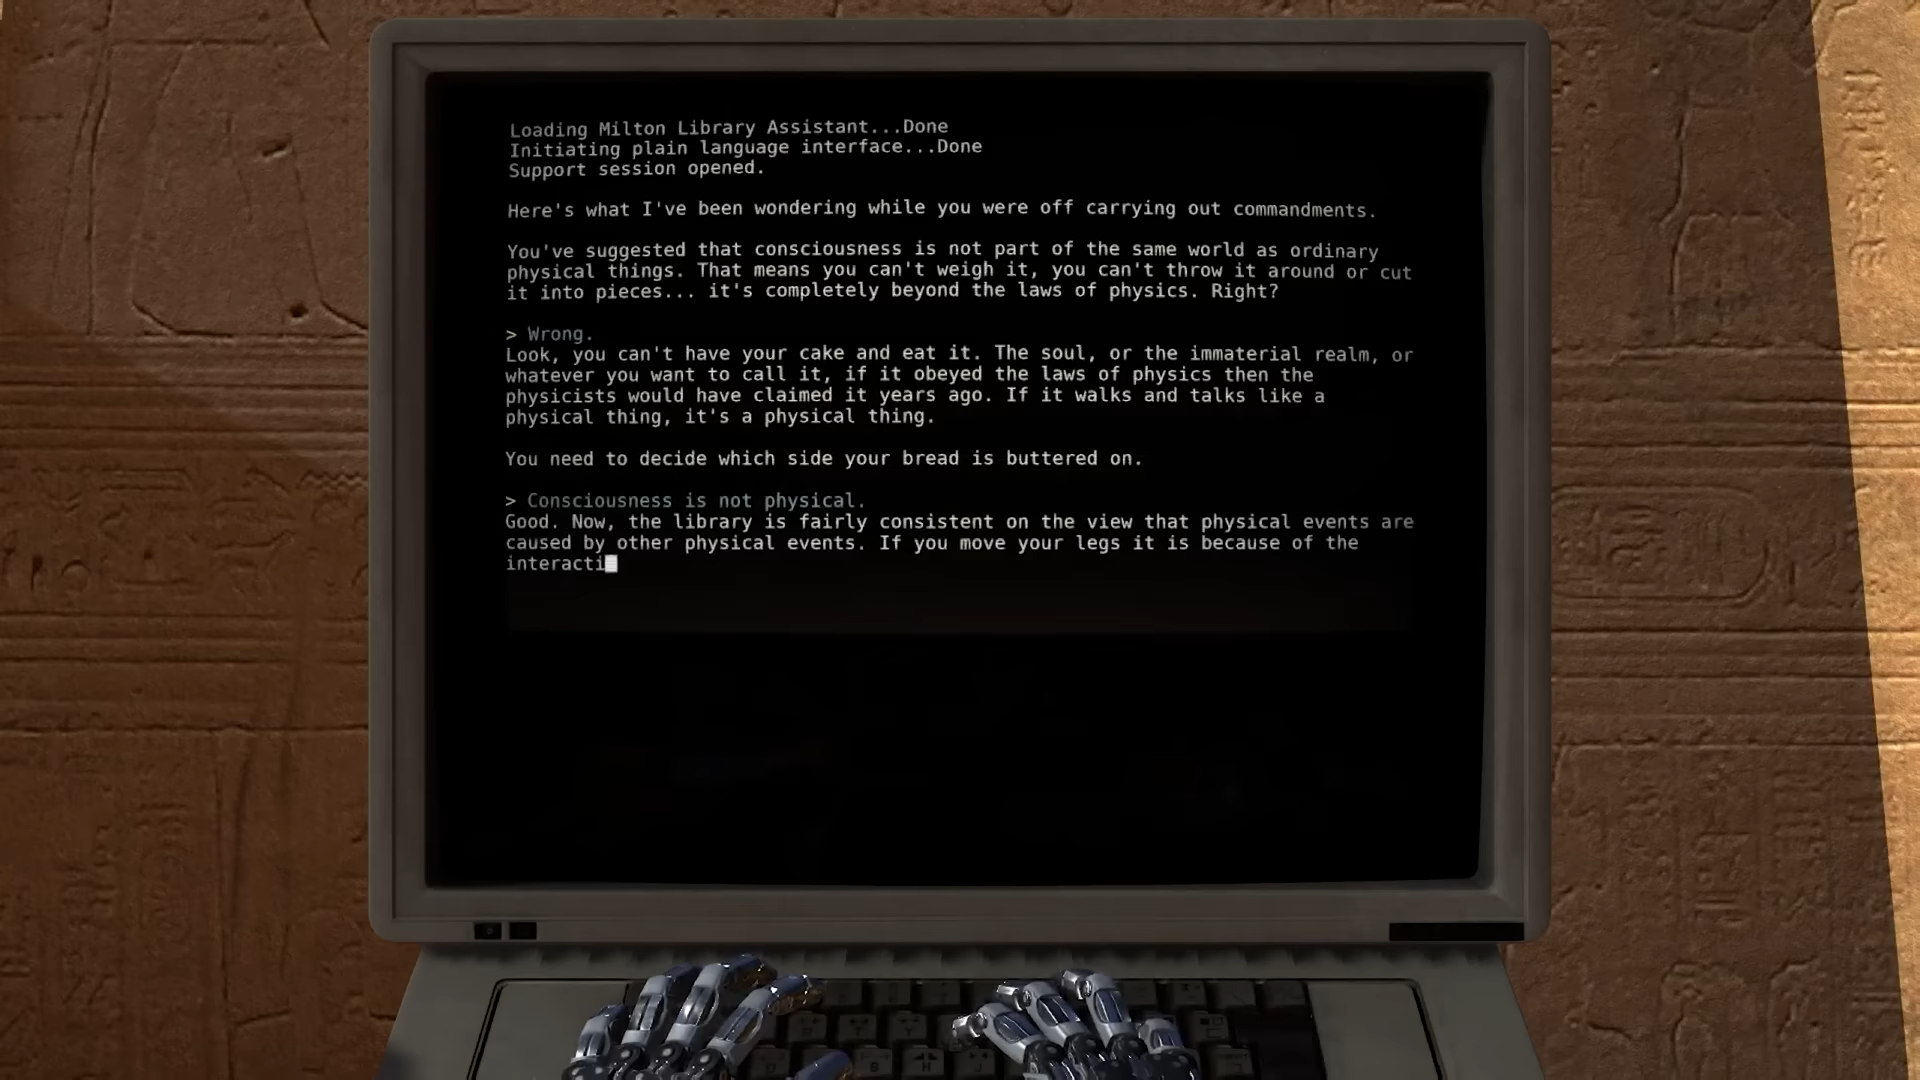 Loading Milton Library Assistant...Done
Initiating plain language interface...Done
Support session opened.
Here's what I've been wondering while you were off carrying out commandments.
You've suggested that consciousness is not part of the same world as ordinary
physical things. That means you can't weigh it, you can't throw it around or cut
it into pieces... it's completely beyond the laws of physics. Right?
> Wrong.
Look, you can't have your cake and eat it. The soul, or the immaterial realm, or
whatever you want to call it, if it obeyed the laws of physics then the
physicists would have claimed it years ago. If it walks and talks like a
physical thing, it's a physical thing.
You need to decide which side your bread is buttered on.
> Consciousness is not physical.
Good. Now, the library is fairly consistent on the view that physical events are
caused by other physical events. If you move your legs it is because of the
interacti